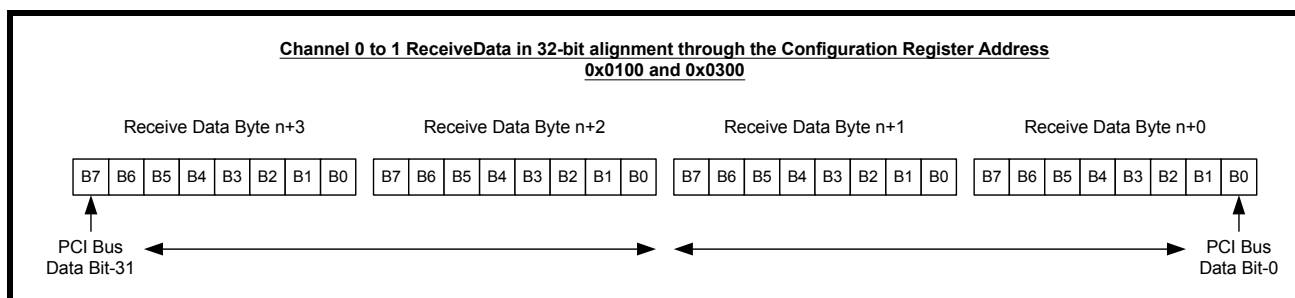 Channel 0 to 1 ReceiveData in 32-bit alignment through the Configuration Register Address
0x0100 and 0x0300
Receive Data Byte n+3 Receive Data Byte n+2 Receive Data Byte n+1 Receive Data Byte n+0
B7 B6 B5 B4 B3 B2 B1 B0 B7 B6 B5 B4 B3 B2 B1 B0 B7 B6 B5 B4 B3 B2 B1 B0 B7 B6 B5 B4 B3 B2 B1 B0
PCI Bus PCI Bus
Data Bit-31 Data Bit-0